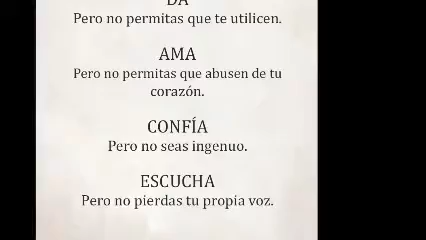 DA
Pero no permitas que te utilicen.
AMA
Pero no permitas que abusen de tu
corazón.
CONFÍA
Pero no seas ingenuo.
ESCUCHA
Pero no pierdas tu propia voz.